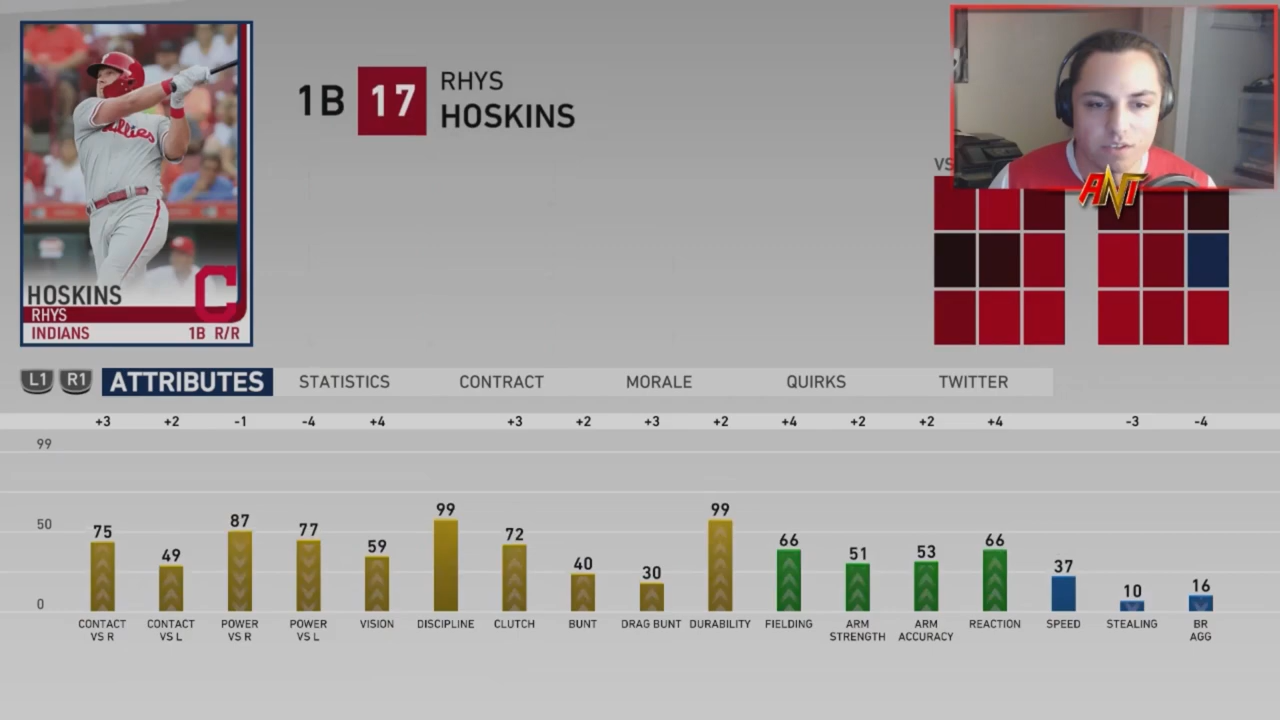 1B 17 RHYS
HOSKINS
Phillies
HOSKINS
RHYS
C
INDIANS 1B R/R
VS
ANT
L1 R1 ATTRIBUTES STATISTICS CONTRACT MORALE QUIRKS TWITTER
+3 +2 -1 -4 +4 +3 +2 +3 +2 +4 +2 +2 +4 -3 -4
99
50
0
75 49 87 77 59 99 72 40 30 99 66 51 53 66 37 10 16
CONTACT VS R
CONTACT VS L
POWER VS R
POWER VS L
VISION
DISCIPLINE
CLUTCH
BUNT
DRAG BUNT
DURABILITY
FIELDING
ARM STRENGTH
ARM ACCURACY
REACTION
SPEED
STEALING
BR AGG